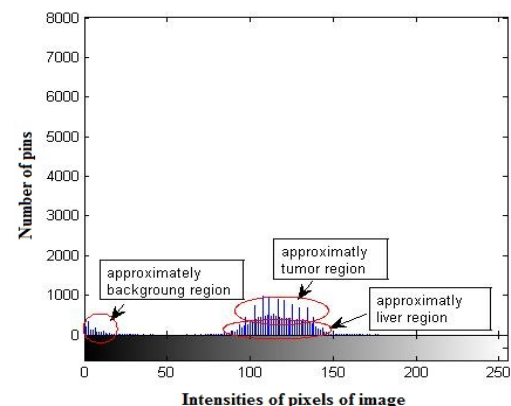 8000
7000
6000
5000
4000
3000
2000
1000
0
Number of pins
approximately
backgroung region
approximatly
tumor region
approximatly
liver region
0
50
100
150
200
250
Intensities of pixels of image